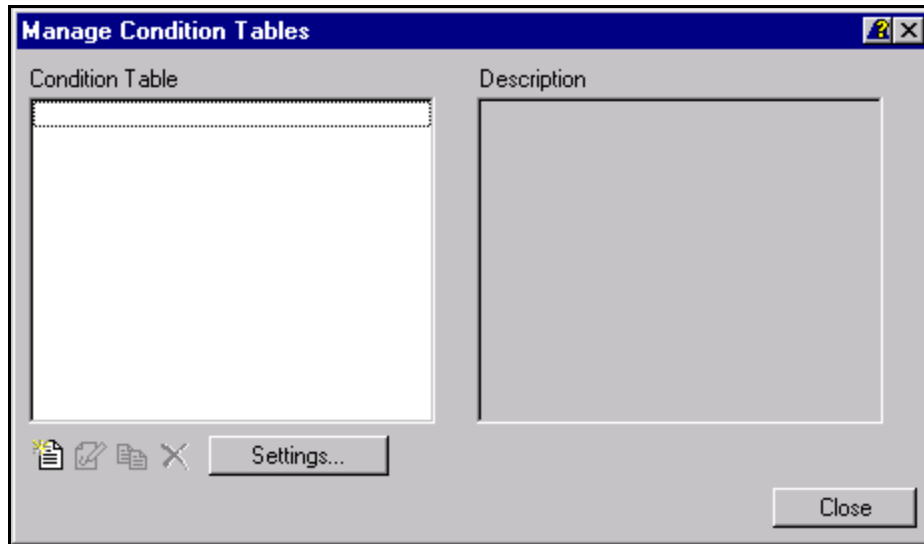 Manage Condition Tables
Condition Table
Description
Settings...
Close